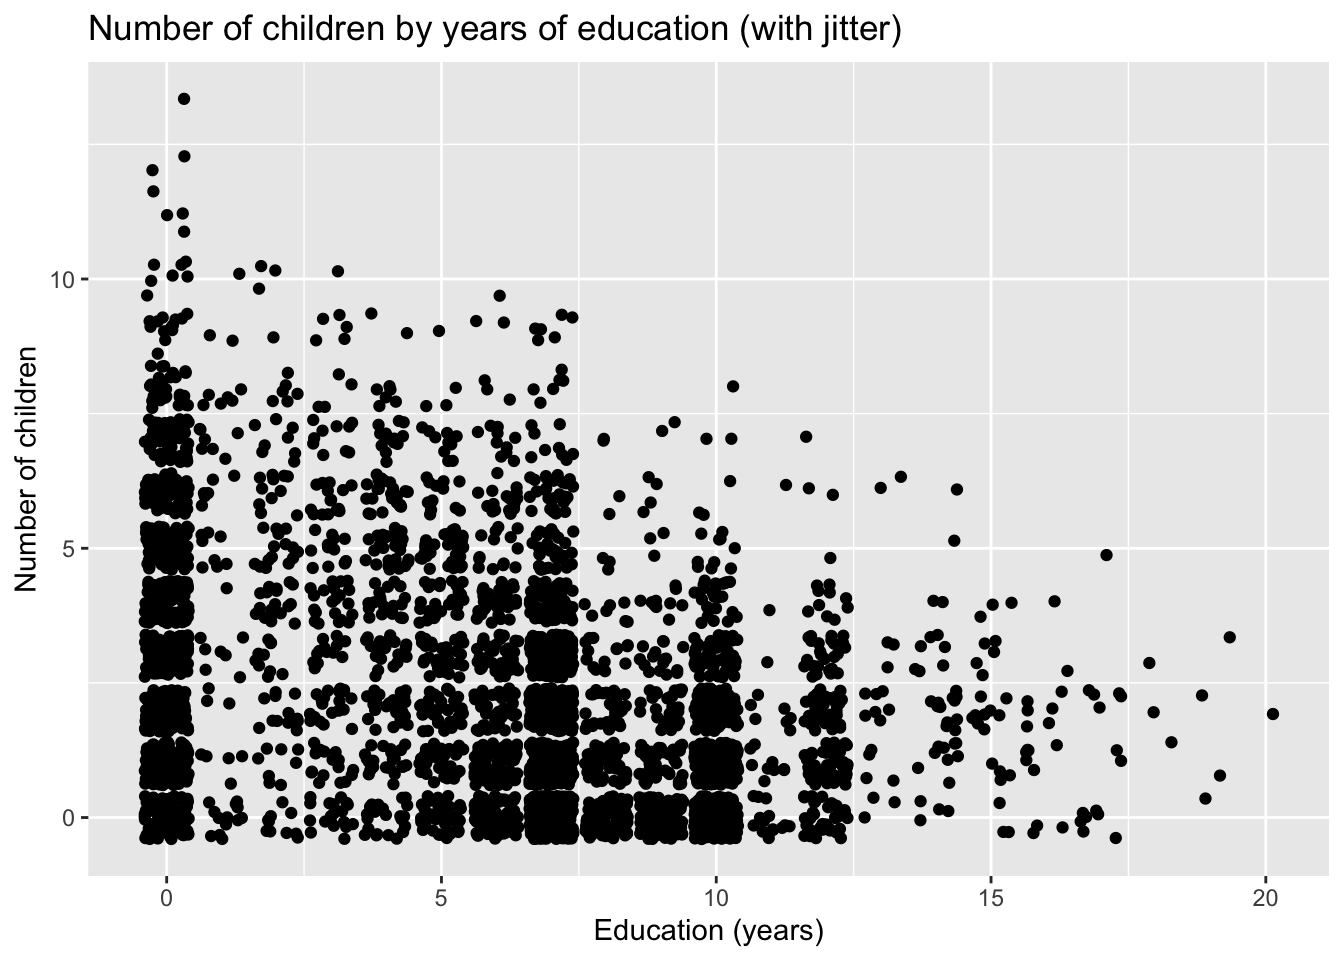 Number of children by years of education (with jitter)
Number of children
10
5
0
0 5 10 15 20
Education (years)